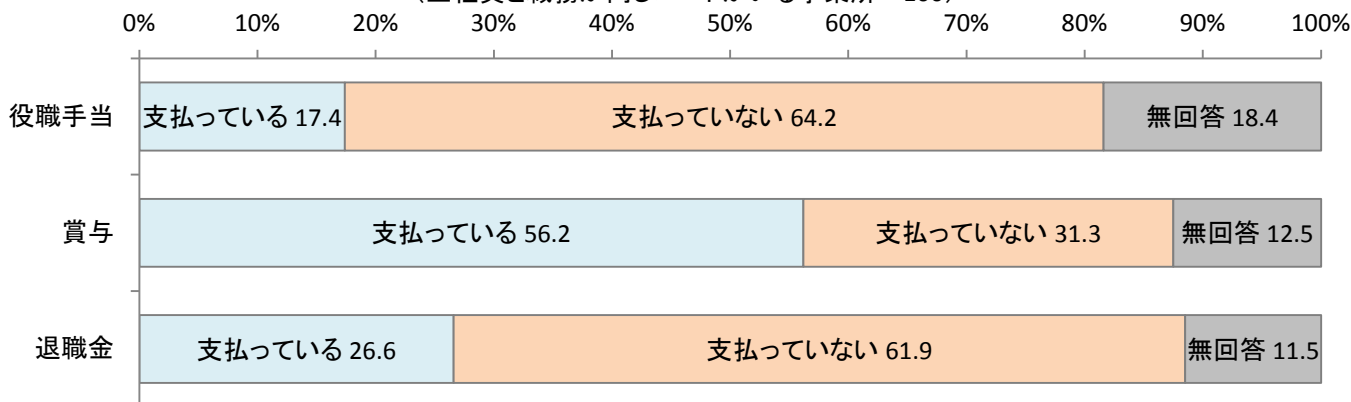 0% 10% 20% 30% 40% 50% 60% 70% 80% 90% 100%
役職手当 支払っている 17.4 支払っていない 64.2 無回答 18.4
賞与 支払っている 56.2 支払っていない 31.3 無回答 12.5
退職金 支払っている 26.6 支払っていない 61.9 無回答 11.5